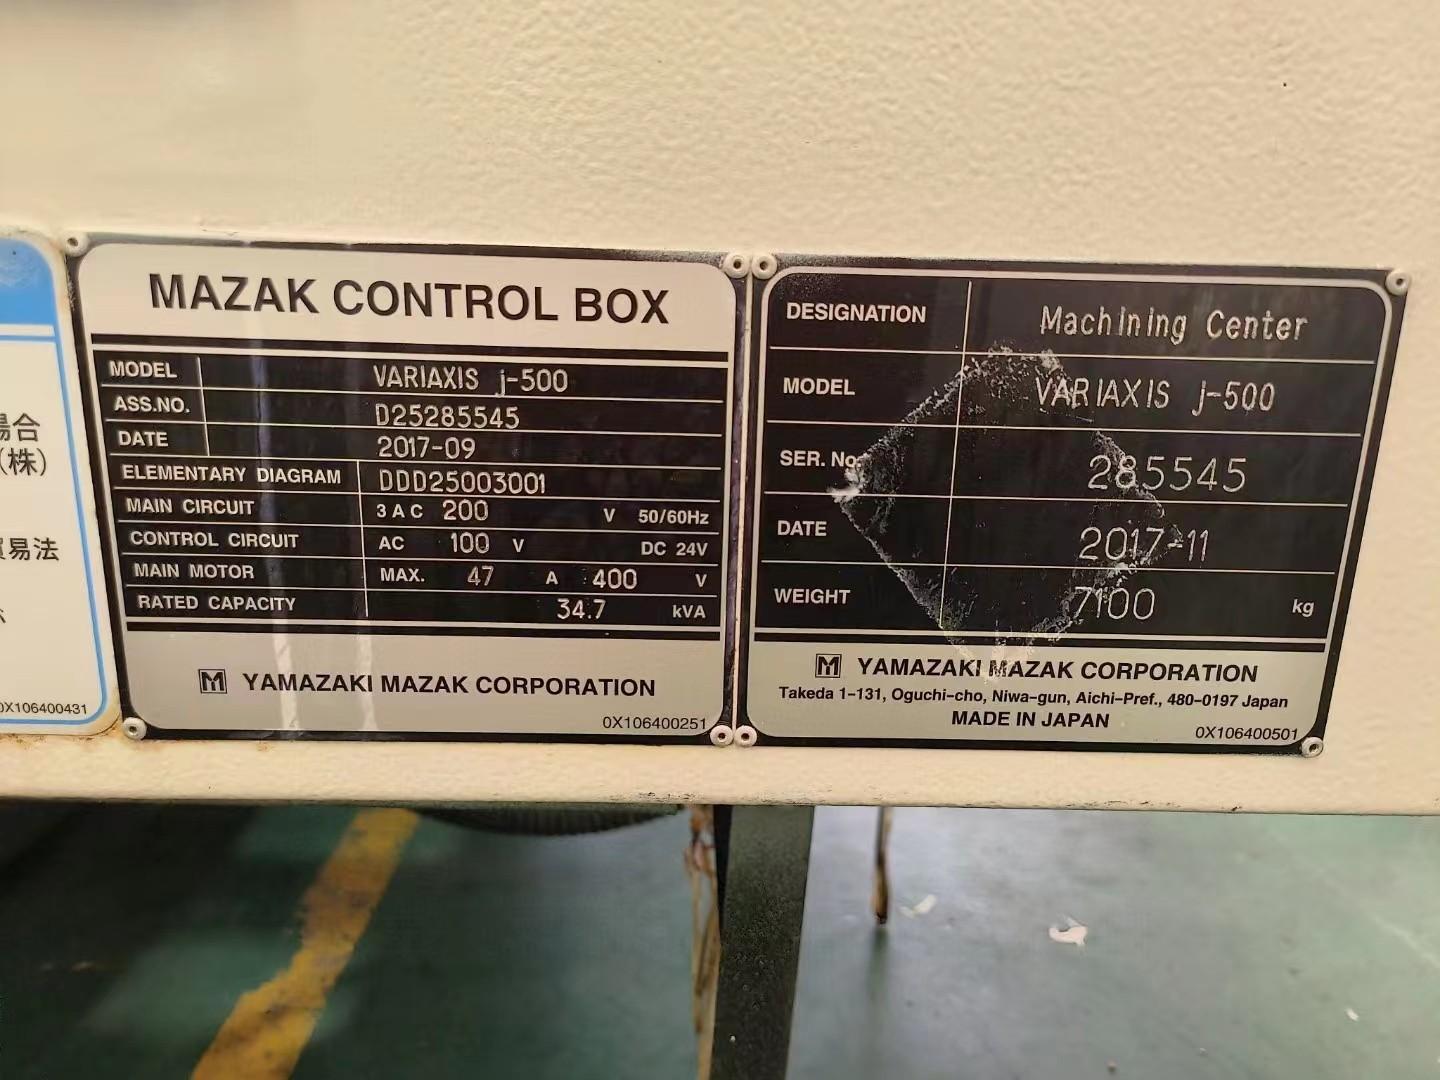 場合
(株)
貿易法
0X106400431
MAZAK CONTROL BOX
MODEL VARIAXIS j-500
ASS.NO. D25285545
DATE 2017-09
ELEMENTARY DIAGRAM DDD25003001
MAIN CIRCUIT 3 AC 200 V 50/60Hz
CONTROL CIRCUIT AC 100 V DC 24V
MAIN MOTOR MAX. 47 A 400 V
RATED CAPACITY 34.7 kVA
M YAMAZAKI MAZAK CORPORATION
0X106400251
DESIGNATION Machining Center
MODEL VARIAXIS j-500
SER. No. 285545
DATE 2017-11
WEIGHT 7100 kg
M YAMAZAKI MAZAK CORPORATION
Takeda 1-131, Oguchi-cho, Niwa-gun, Aichi-Pref., 480-0197 Japan
MADE IN JAPAN
0X106400501